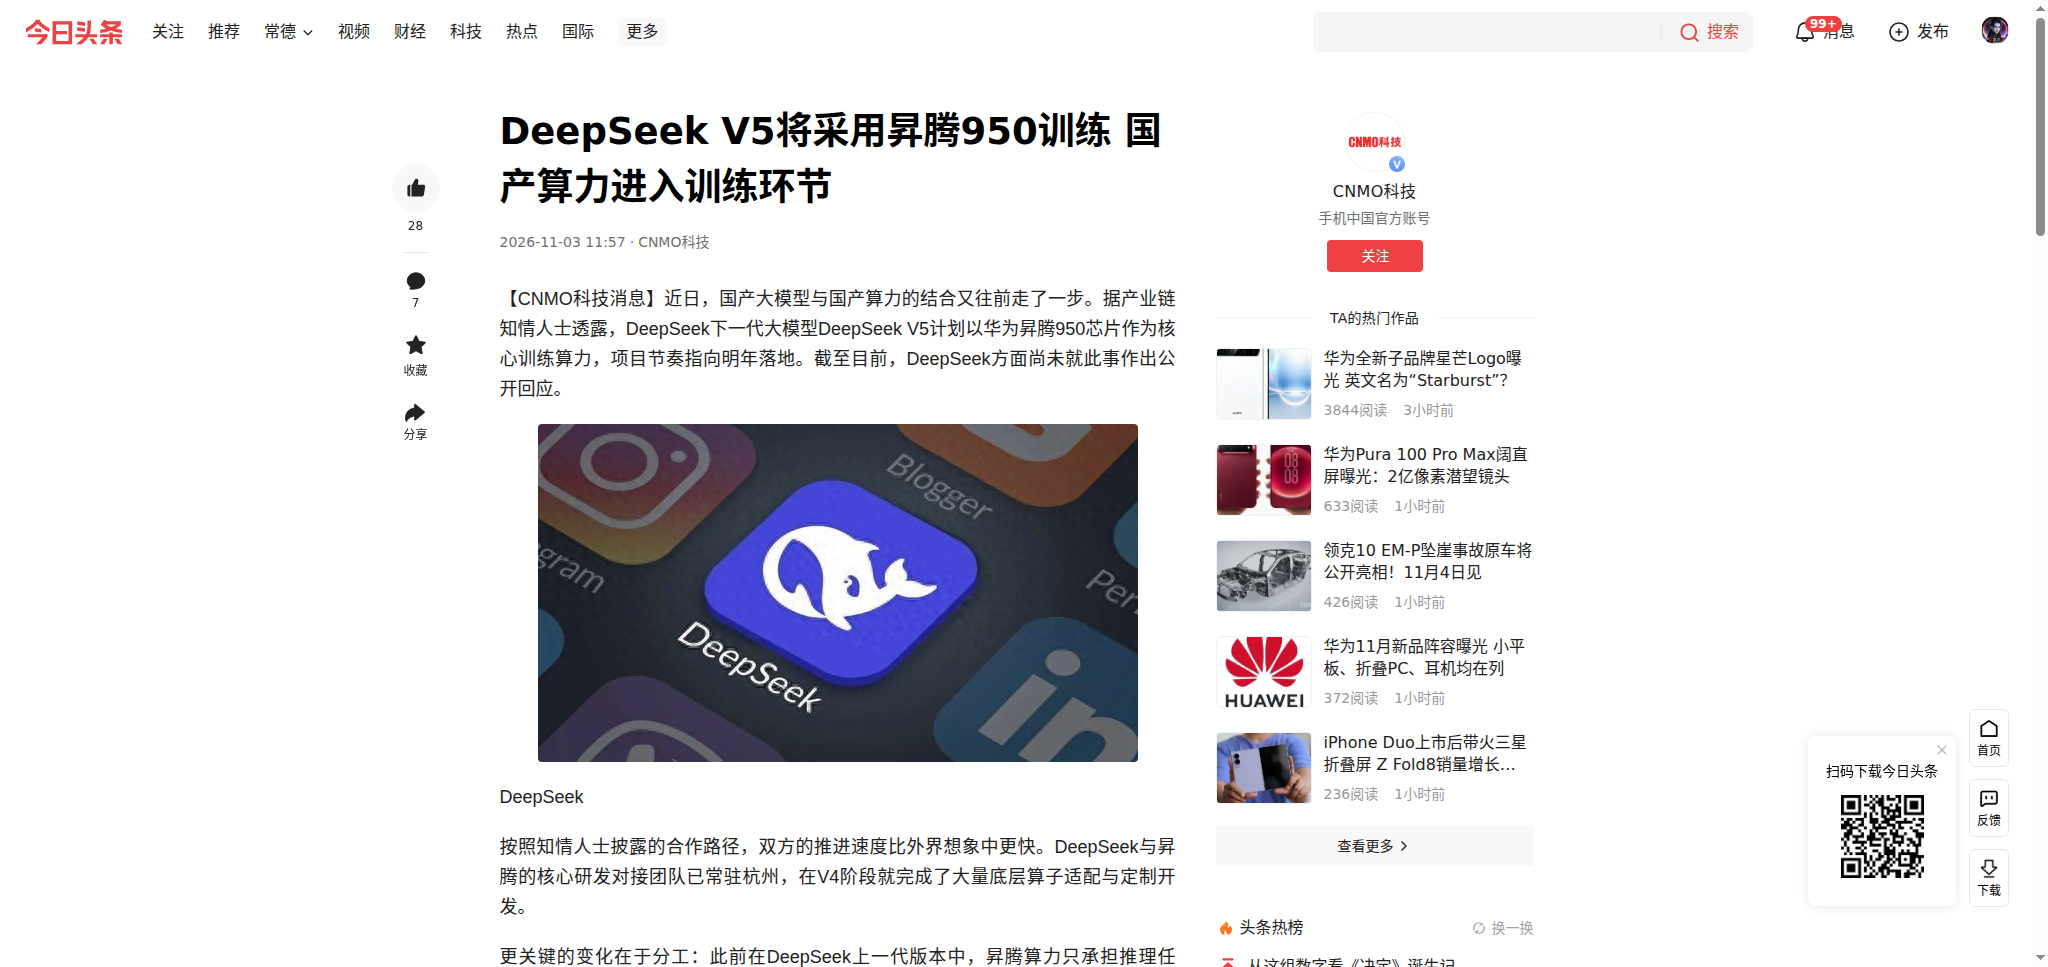 今日头条
关注 推荐 常德 视频 财经 科技 热点 国际 更多
搜索
99+
消息
发布
DeepSeek V5将采用昇腾950训练 国
产算力进入训练环节
2026-11-03 11:57 · CNMO科技
28
7
收藏
分享
【CNMO科技消息】近日，国产大模型与国产算力的结合又往前走了一步。据产业链
知情人士透露，DeepSeek下一代大模型DeepSeek V5计划以华为昇腾950芯片作为核
心训练算力，项目节奏指向明年落地。截至目前，DeepSeek方面尚未就此事作出公
开回应。
Blogger
gram
Per
DeepSeek
in
DeepSeek
按照知情人士披露的合作路径，双方的推进速度比外界想象中更快。DeepSeek与昇
腾的核心研发对接团队已常驻杭州，在V4阶段就完成了大量底层算子适配与定制开
发。
更关键的变化在于分工：此前在DeepSeek上一代版本中，昇腾算力只承担推理任
CNMO科技
V
CNMO科技
手机中国官方账号
关注
TA的热门作品
华为全新子品牌星芒Logo曝
光 英文名为“Starburst”？
3844阅读 3小时前
08
08
华为Pura 100 Pro Max阔直
屏曝光：2亿像素潜望镜头
633阅读 1小时前
领克10 EM-P坠崖事故原车将
公开亮相！11月4日见
426阅读 1小时前
HUAWEI
华为11月新品阵容曝光 小平
板、折叠PC、耳机均在列
372阅读 1小时前
iPhone Duo上市后带火三星
折叠屏 Z Fold8销量增长...
236阅读 1小时前
查看更多
头条热榜
换一换
从这组数字看《决定》诞生记
扫码下载今日头条
首页
反馈
下载